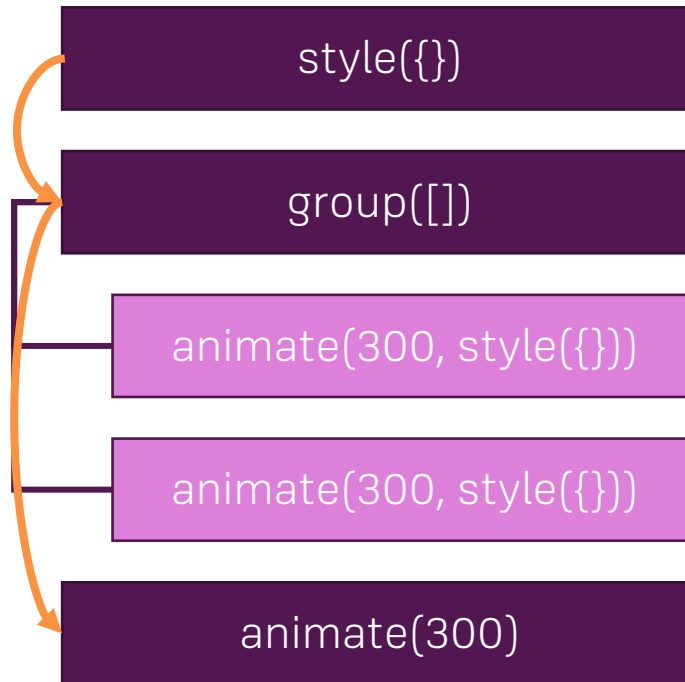 style({})
group([])
animate(300, style({}))
animate(300, style({}))
animate(300)